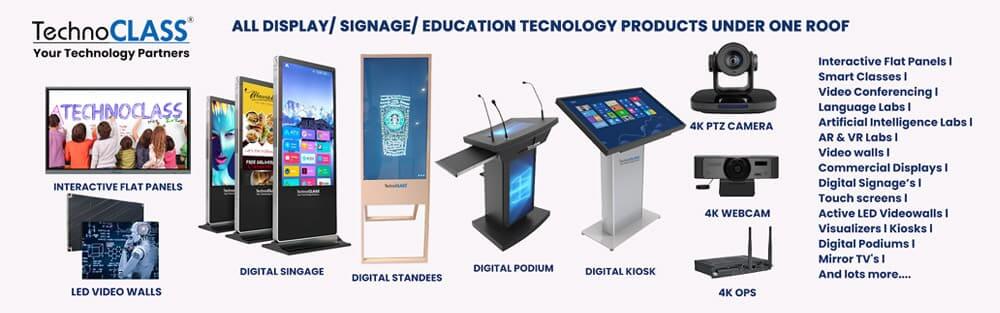 TechnoCLASS®
Your Technology Partners
ALL DISPLAY/ SIGNAGE/ EDUCATION TECNOLOGY PRODUCTS UNDER ONE ROOF
TECHNOCLASS
INTERACTIVE FLAT PANELS
LED VIDEO WALLS
TechnoCLASS
DIGITAL SINGAGE
TechnoCLASS
DIGITAL STANDEES
DIGITAL PODIUM
TechnoCLASS
DIGITAL KIOSK
4K PTZ CAMERA
4K WEBCAM
4K OPS
Interactive Flat Panels l
Smart Classes l
Video Conferencing l
Language Labs l
Artificial Intelligence Labs l
AR & VR Labs l
Video walls l
Commercial Displays l
Digital Signage’s l
Touch screens l
Active LED Videowalls l
Visualizers l Kiosks l
Digital Podiums l
Mirror TV's l
And lots more....